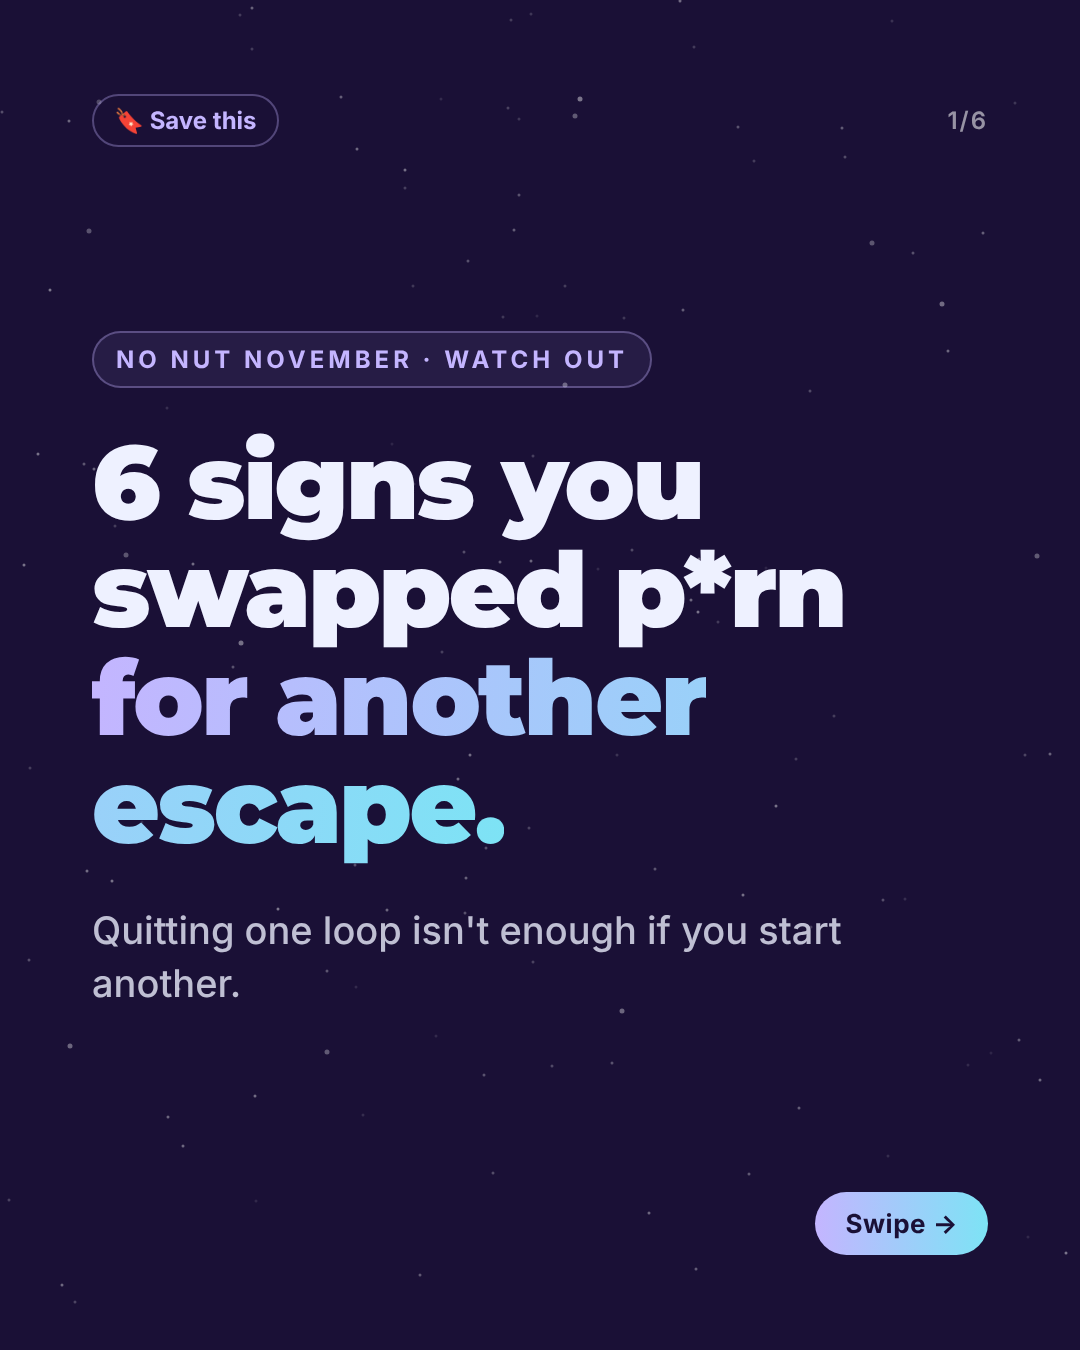 🔖 Save this
1/6
NO NUT NOVEMBER · WATCH OUT
6 signs you
swapped p*rn
for another
escape.
Quitting one loop isn't enough if you start
another.
Swipe →